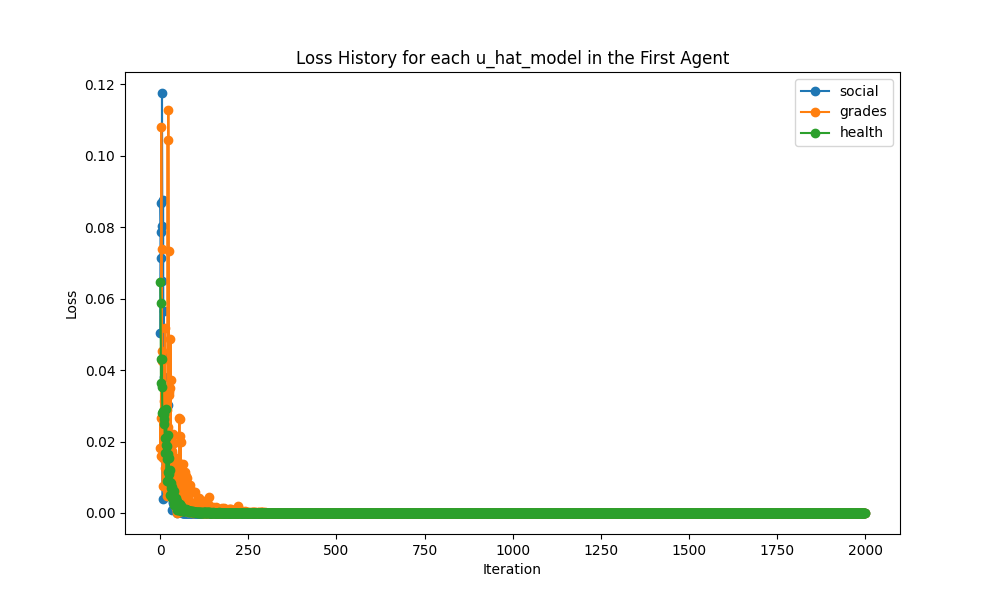 Loss History for each u_hat_model in the First Agent
0.12
0.10
0.08
0.06
0.04
0.02
0.00
Loss
social
grades
health
0 250 500 750 1000 1250 1500 1750 2000
Iteration